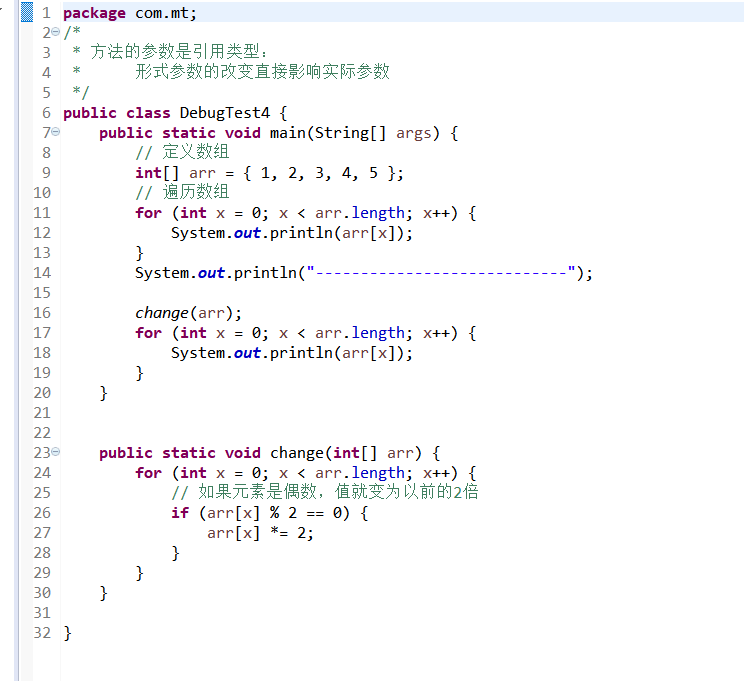 1 package com.mt;
2 /*
3  * 方法的参数是引用类型:
4  *      形式参数的改变直接影响实际参数
5  */
6 public class DebugTest4 {
7     public static void main(String[] args) {
8         // 定义数组
9         int[] arr = { 1, 2, 3, 4, 5 };
10         // 遍历数组
11         for (int x = 0; x < arr.length; x++) {
12             System.out.println(arr[x]);
13         }
14         System.out.println("----------------------------");
15
16         change(arr);
17         for (int x = 0; x < arr.length; x++) {
18             System.out.println(arr[x]);
19         }
20     }
21
22
23     public static void change(int[] arr) {
24         for (int x = 0; x < arr.length; x++) {
25             // 如果元素是偶数，值就变为以前的2倍
26             if (arr[x] % 2 == 0) {
27                 arr[x] *= 2;
28             }
29         }
30     }
31
32 }